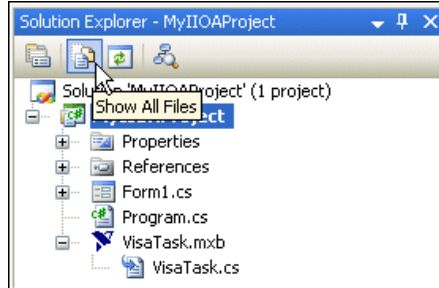 Solution Explorer - MyIIOAProject
Solution 'MyIIOAProject' (1 project)
Show All Files
Properties
References
Form1.cs
Program.cs
VisaTask.mxb
VisaTask.cs